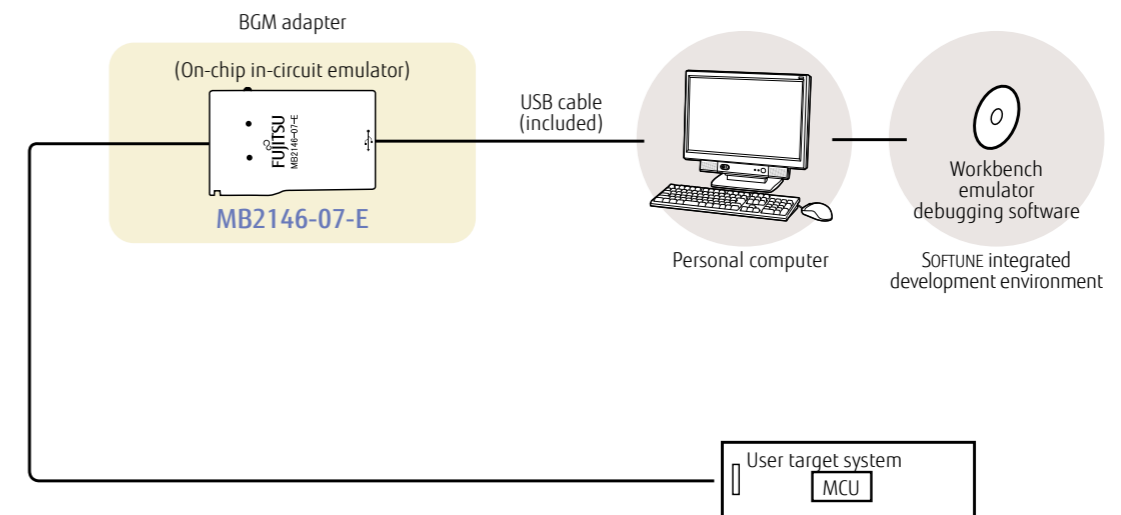 BGM adapter
(On-chip in-circuit emulator)
FUJITSU
MB2146-07-E
MB2146-07-E
USB cable
(included)
Personal computer
Workbench
emulator
debugging software
SOFTUNE integrated
development environment
User target system
MCU